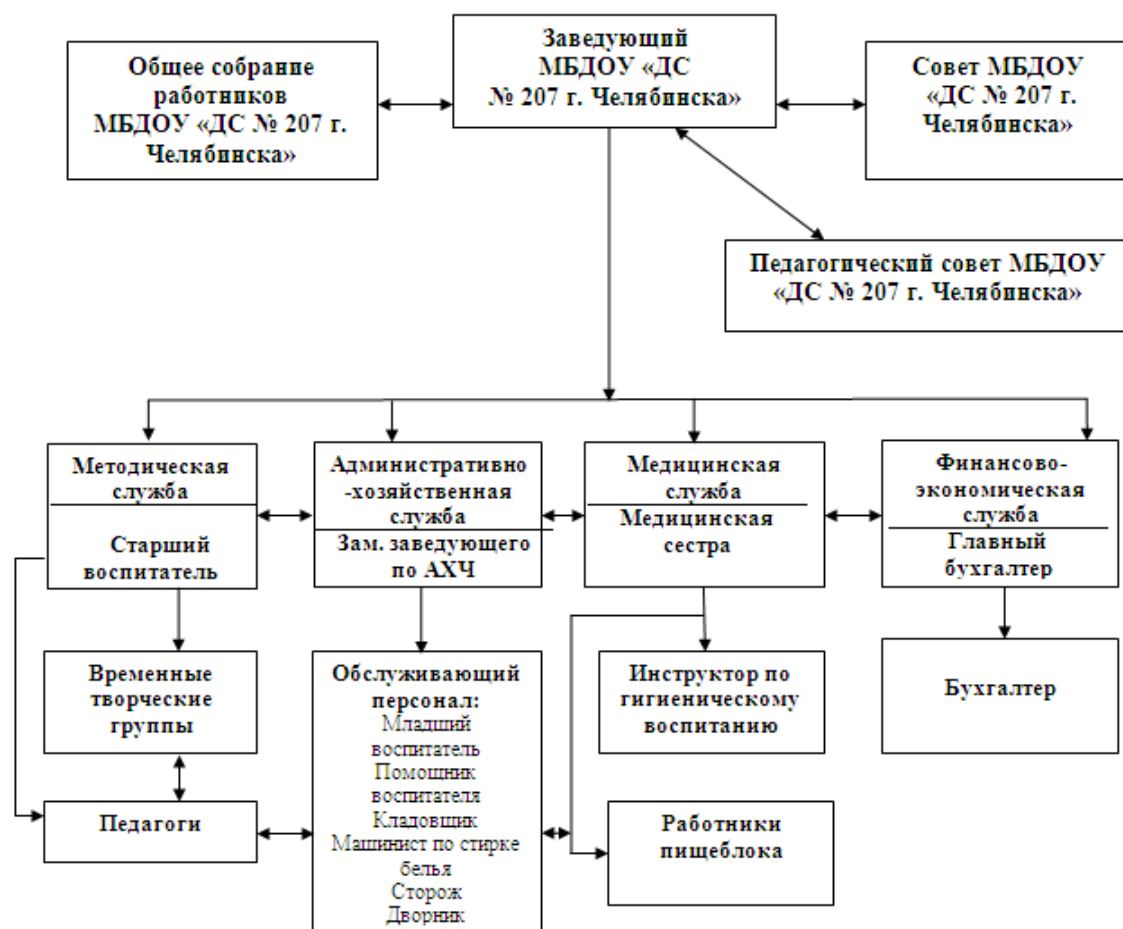 Заведующий
МБДОУ «ДС
№ 207 г. Челябинска»
Общее собрание
работников
МБДОУ «ДС № 207 г.
Челябинска»
Совет МБДОУ
«ДС № 207 г.
Челябинска»
Педагогический совет МБДОУ
«ДС № 207 г. Челябинска»
Методическая
служба
Старший
воспитатель
Административно
-хозяйственная
служба
Зам. заведующего
по АХЧ
Медицинская
служба
Медицинская
сестра
Финансово-
экономическая
служба
Главный
бухгалтер
Временные
творческие
группы
Обслуживающий
персонал:
Младший
воспитатель
Помощник
воспитателя
Кладовщик
Машинист по стирке
белья
Сторож
Дворник
Инструктор по
гигиеническому
воспитанию
Бухгалтер
Педагоги
Работники
пищеблока